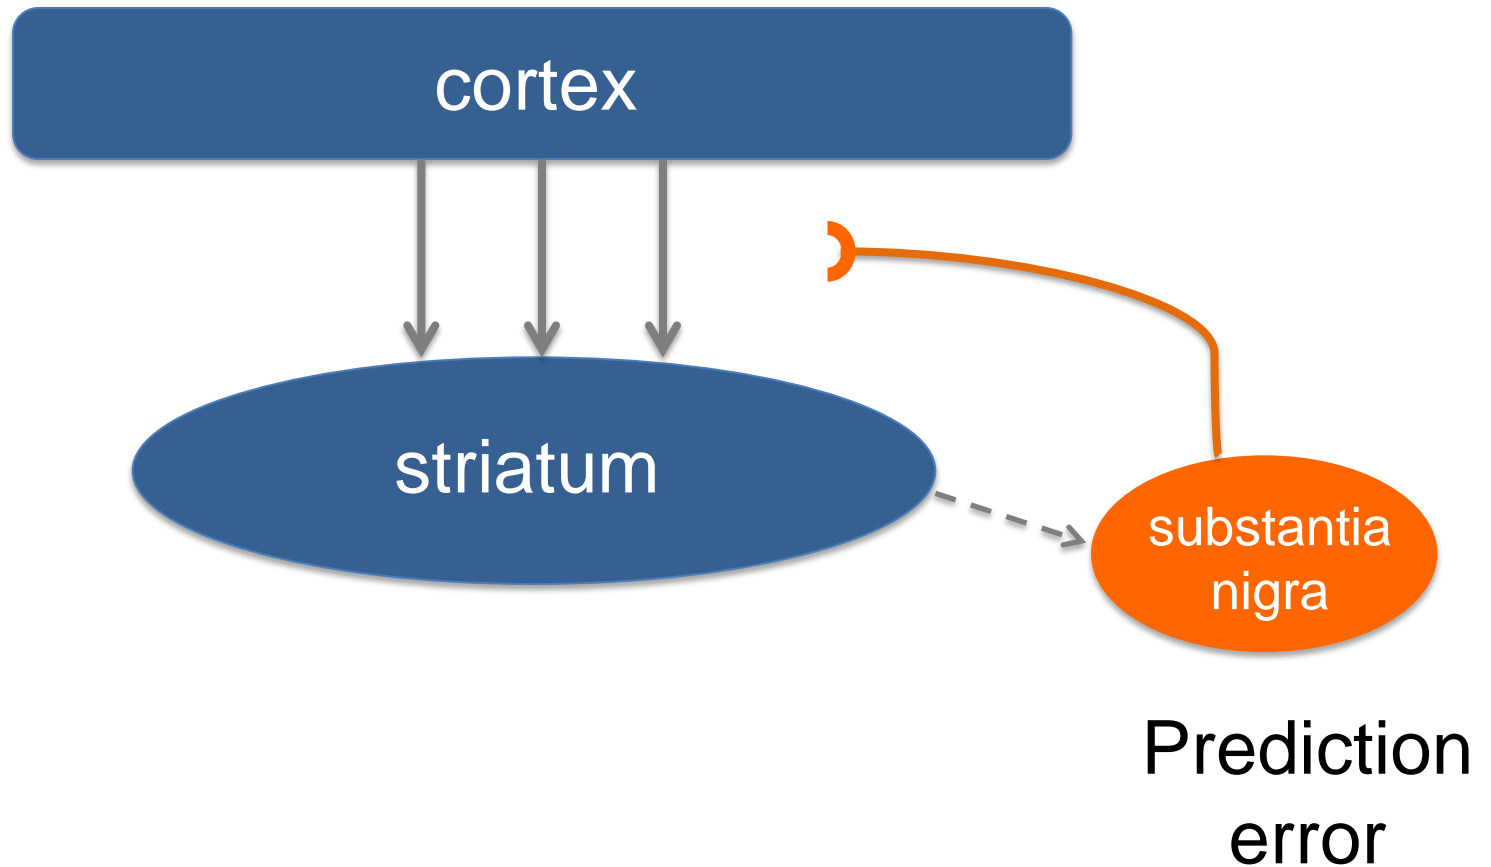 cortex
striatum
substantia
nigra
Prediction
error